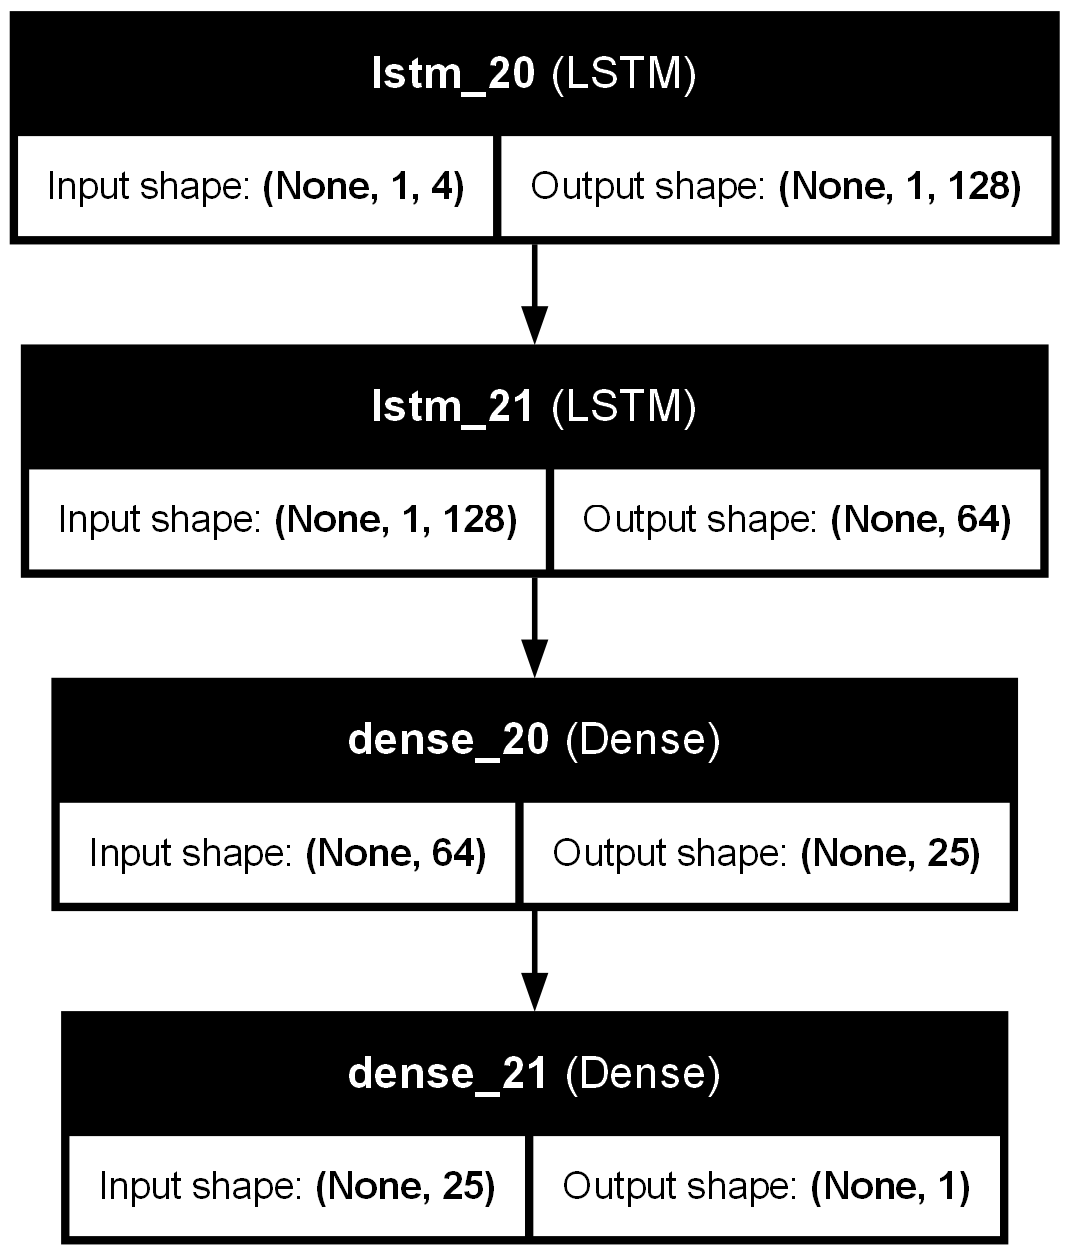 lstm_20 (LSTM)
Input shape: (None, 1, 4) Output shape: (None, 1, 128)
lstm_21 (LSTM)
Input shape: (None, 1, 128) Output shape: (None, 64)
dense_20 (Dense)
Input shape: (None, 64) Output shape: (None, 25)
dense_21 (Dense)
Input shape: (None, 25) Output shape: (None, 1)